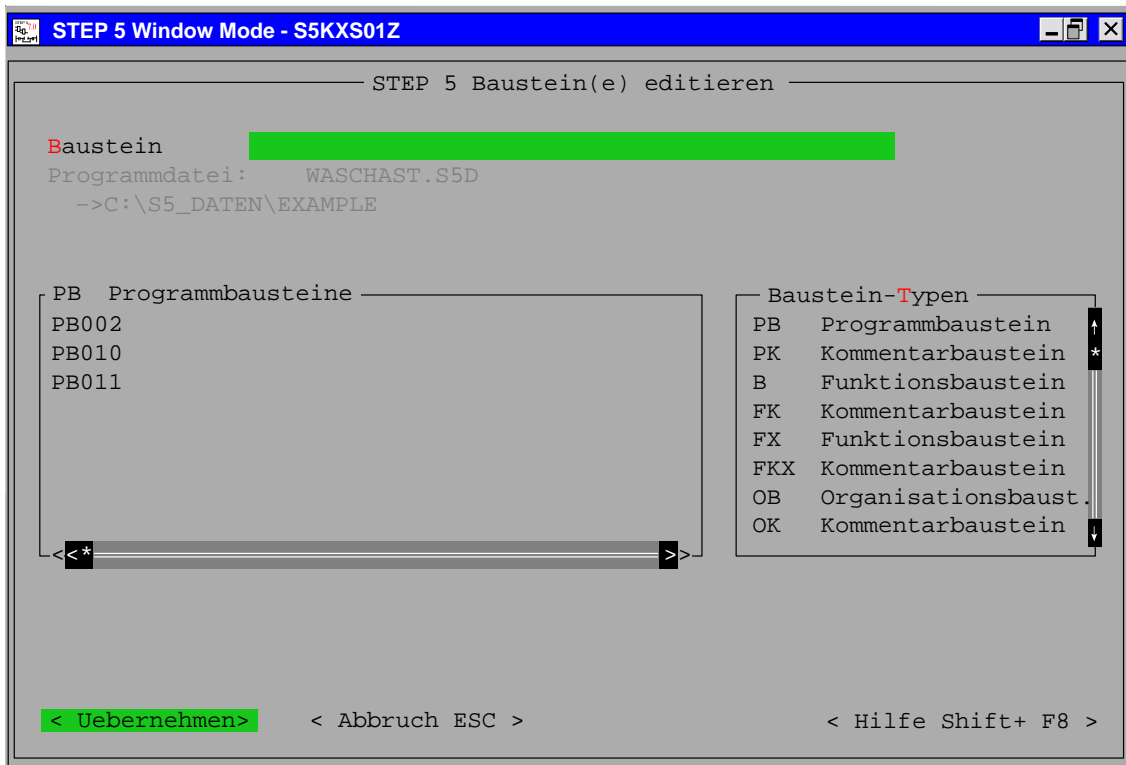 STEP 5 Window Mode - S5KXS01Z
STEP 5 Baustein(e) editieren
Baustein
Programmdatei: WASCHAST.S5D
->C:\S5_DATEN\EXAMPLE
PB Programmbausteine
PB002
PB010
PB011
<<* >>
Baustein-Typen
PB Programmbaustein
PK Kommentarbaustein *
B Funktionsbaustein
FK Kommentarbaustein
FX Funktionsbaustein
FKX Kommentarbaustein
OB Organisationsbaust.
OK Kommentarbaustein
< Uebernehmen> < Abbruch ESC > < Hilfe Shift+ F8 >